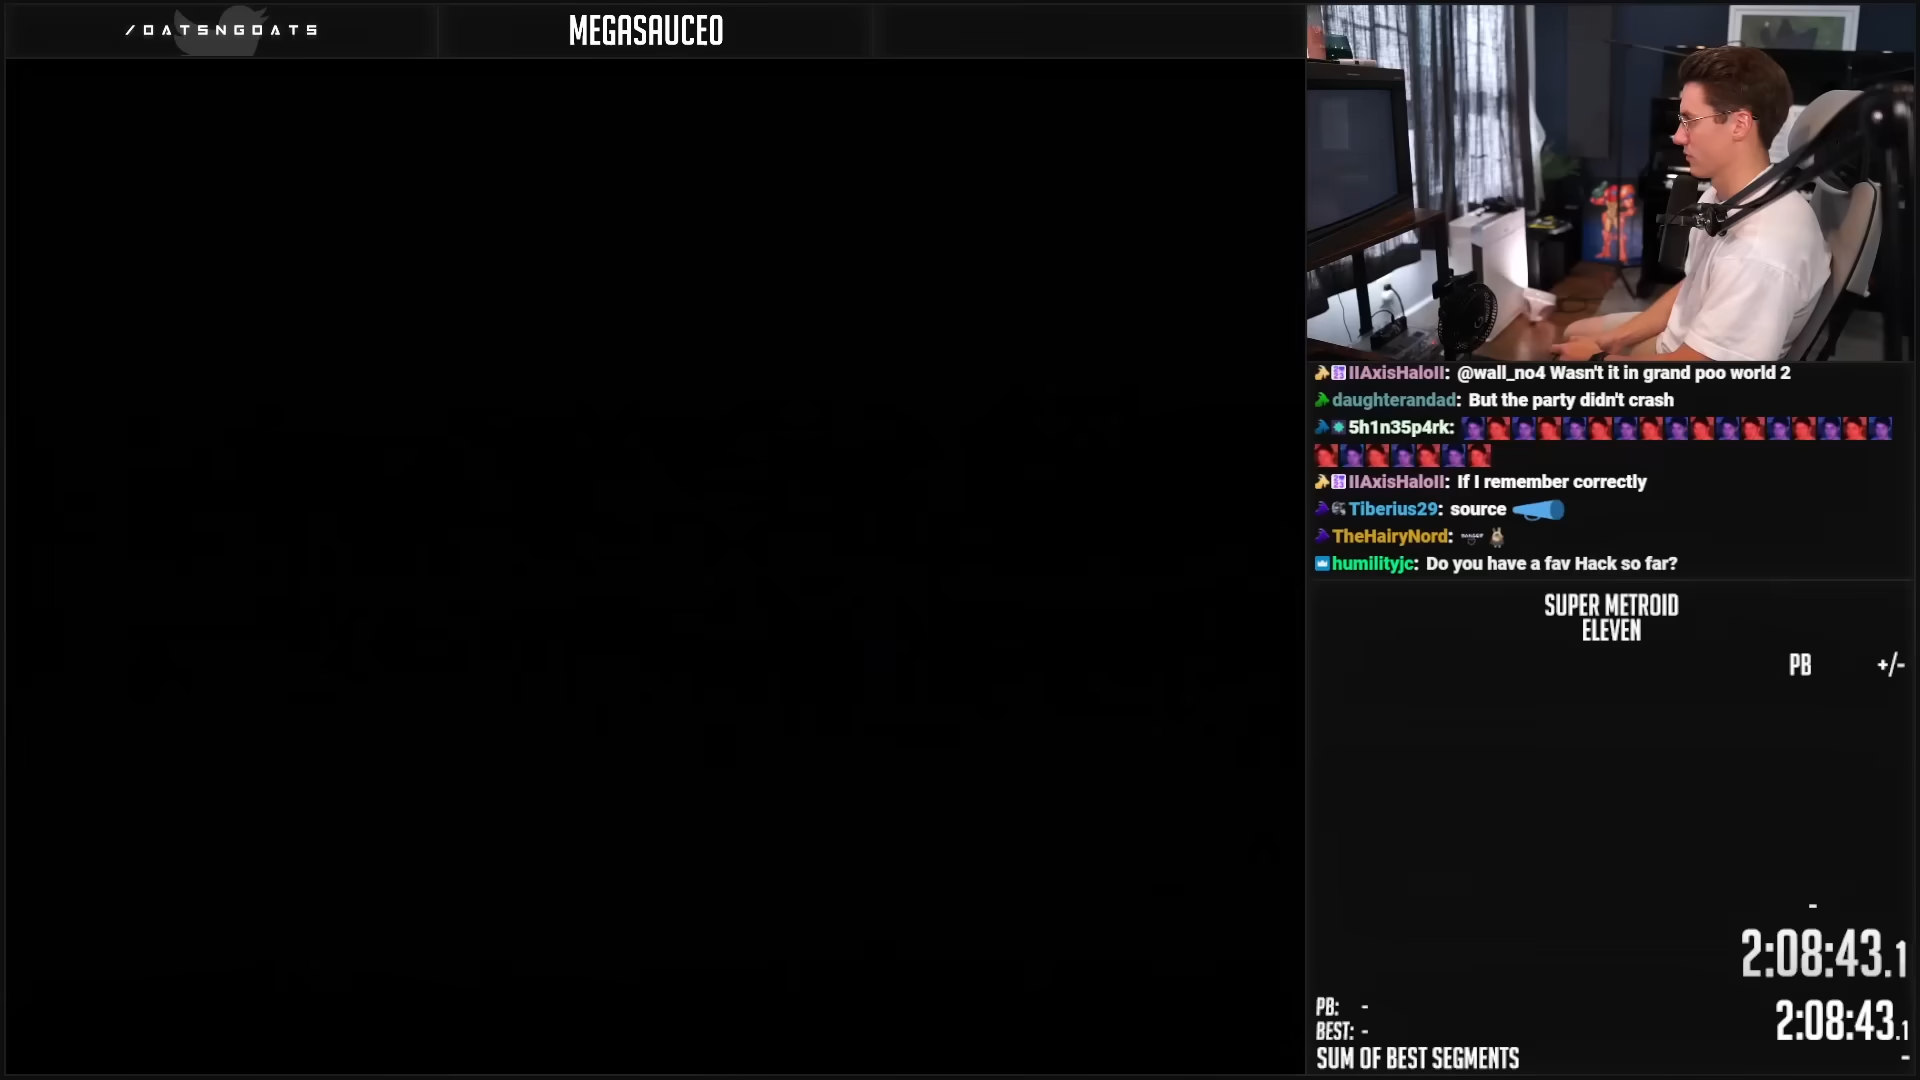 /OATSNGOATS
MEGASAUCE0
IIAxisHaloII: @wall_no4 Wasn't it in grand poo world 2
daughterandad: But the party didn't crash
5h1n35p4rk:
IIAxisHaloII: If I remember correctly
Tiberius29: source
TheHairyNord:
humilityjc: Do you have a fav Hack so far?
SUPER METROID
ELEVEN
PB +/-
-
2:08:43.1
PB: -
2:08:43.1
BEST: -
SUM OF BEST SEGMENTS -